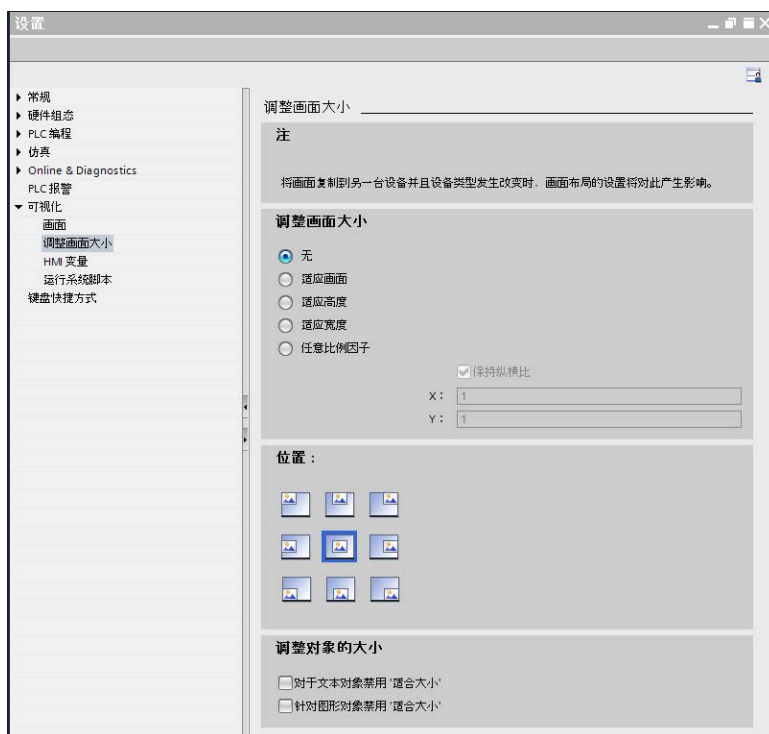 设置
常规
硬件组态
PLC 编程
仿真
Online & Diagnostics
PLC 报警
可视化
画面
调整画面大小
HMI 变量
运行系统脚本
键盘快捷方式
调整画面大小
注
将画面复制到另一台设备并且设备类型发生改变时，画面布局的设置将对此产生影响。
调整画面大小
无
适应画面
适应高度
适应宽度
任意比例因子
保持纵横比
X： 1
Y： 1
位置：
调整对象的大小
对于文本对象禁用'适合大小'
针对图形对象禁用'适合大小'